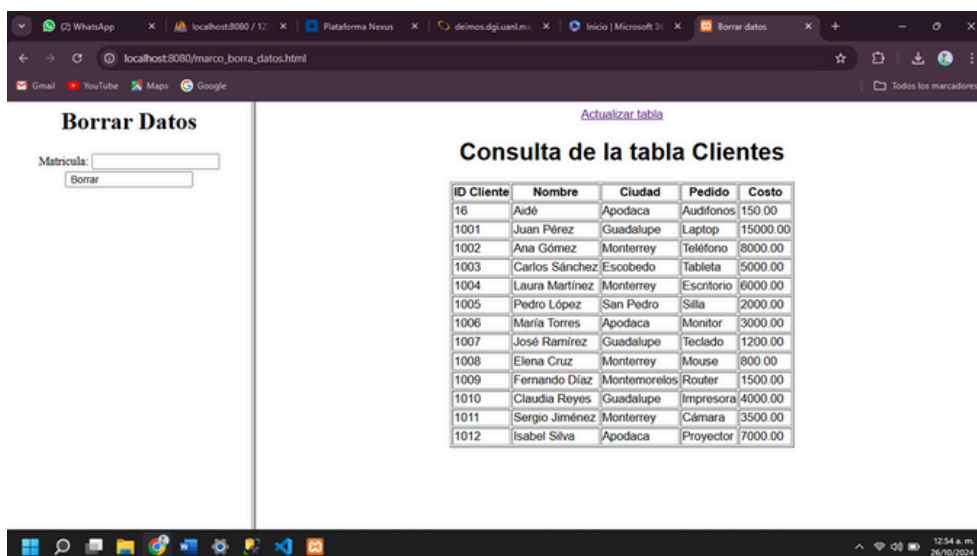 (2) WhatsApp
localhost:8080 / 12
Plataforma Nexus
deimos.dgi.uanl.m
Inicio | Microsoft 3
Borrar datos
localhost:8080/marco_borra_datos.html
Gmail YouTube Maps Google Todos los marcadores
Borrar Datos
Matricula:
Borrar
Actualizar tabla
Consulta de la tabla Clientes
ID Cliente Nombre Ciudad Pedido Costo
16 Aidé Apodaca Audifonos 150.00
1001 Juan Pérez Guadalupe Laptop 15000.00
1002 Ana Gómez Monterrey Teléfono 8000.00
1003 Carlos Sánchez Escobedo Tableta 5000.00
1004 Laura Martínez Monterrey Escritorio 6000.00
1005 Pedro López San Pedro Silla 2000.00
1006 María Torres Apodaca Monitor 3000.00
1007 José Ramírez Guadalupe Teclado 1200.00
1008 Elena Cruz Monterrey Mouse 800.00
1009 Fernando Díaz Montemorelos Router 1500.00
1010 Claudia Reyes Guadalupe Impresora 4000.00
1011 Sergio Jiménez Monterrey Cámara 3500.00
1012 Isabel Silva Apodaca Proyector 7000.00
12:54 a. m.
26/10/2024